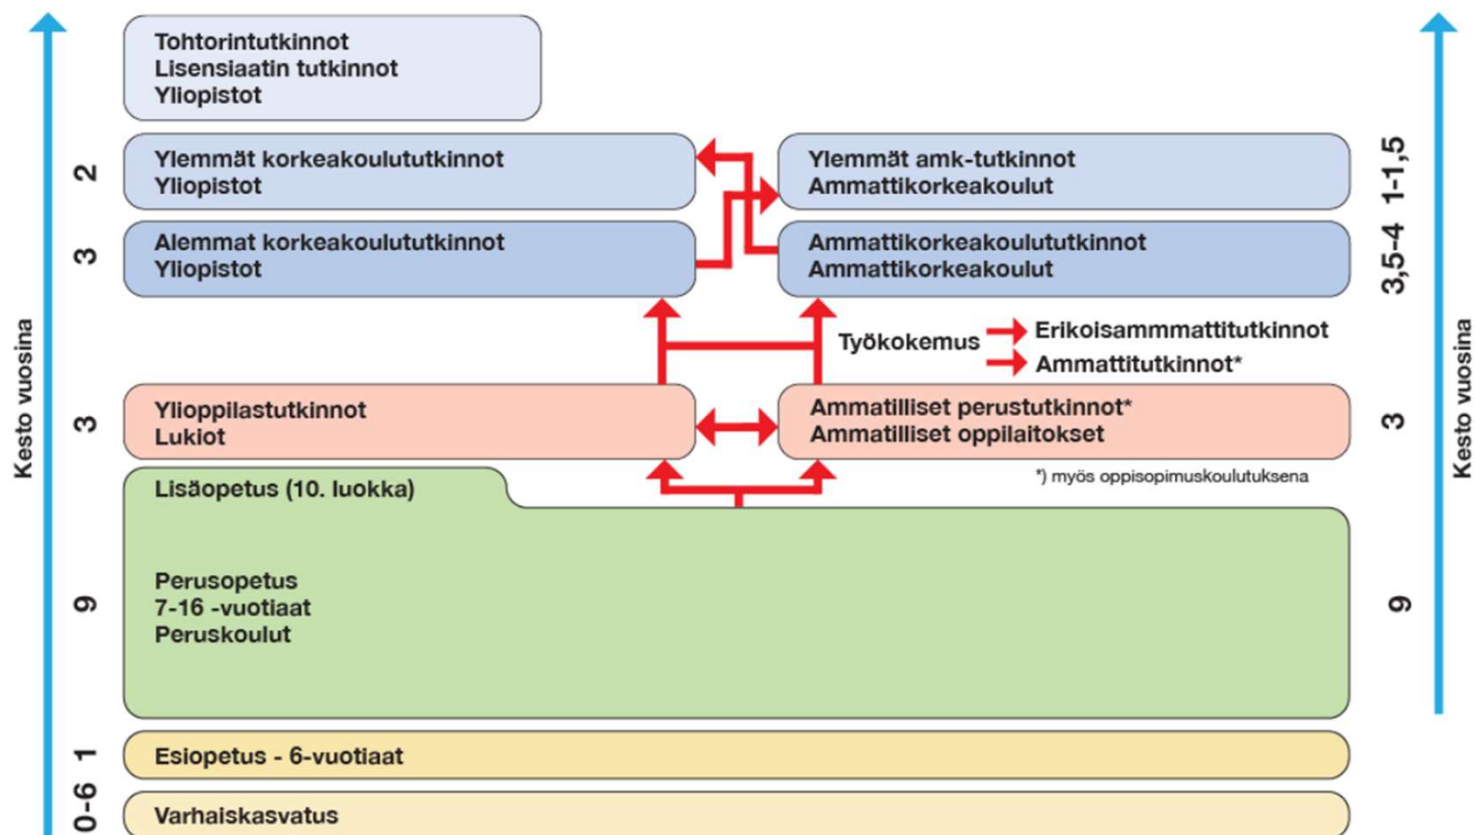 Tohtorintutkinnot
Lisensiaatin tutkinnot
Yliopistot
2
Ylemmät korkeakoulututkinnot
Yliopistot
Ylemmät amk-tutkinnot
Ammattikorkeakoulut
1-1,5
3
Alemmat korkeakoulututkinnot
Yliopistot
Ammattikorkeakoulututkinnot
Ammattikorkeakoulut
3,5-4
Kesto vuosina
Työkokemus
Erikoisammmattitutkinnot
Ammattitutkinnot*
Kesto vuosina
3
Ylioppilastutkinnot
Lukiot
Ammatilliset perustutkinnot*
Ammatilliset oppilaitokset
3
*) myös oppisopimuskoulutuksena
Lisäopetus (10. luokka)
9
Perusopetus
7-16 -vuotiaat
Peruskoulut
9
1
Esiopetus - 6-vuotiaat
0-6
Varhaiskasvatus